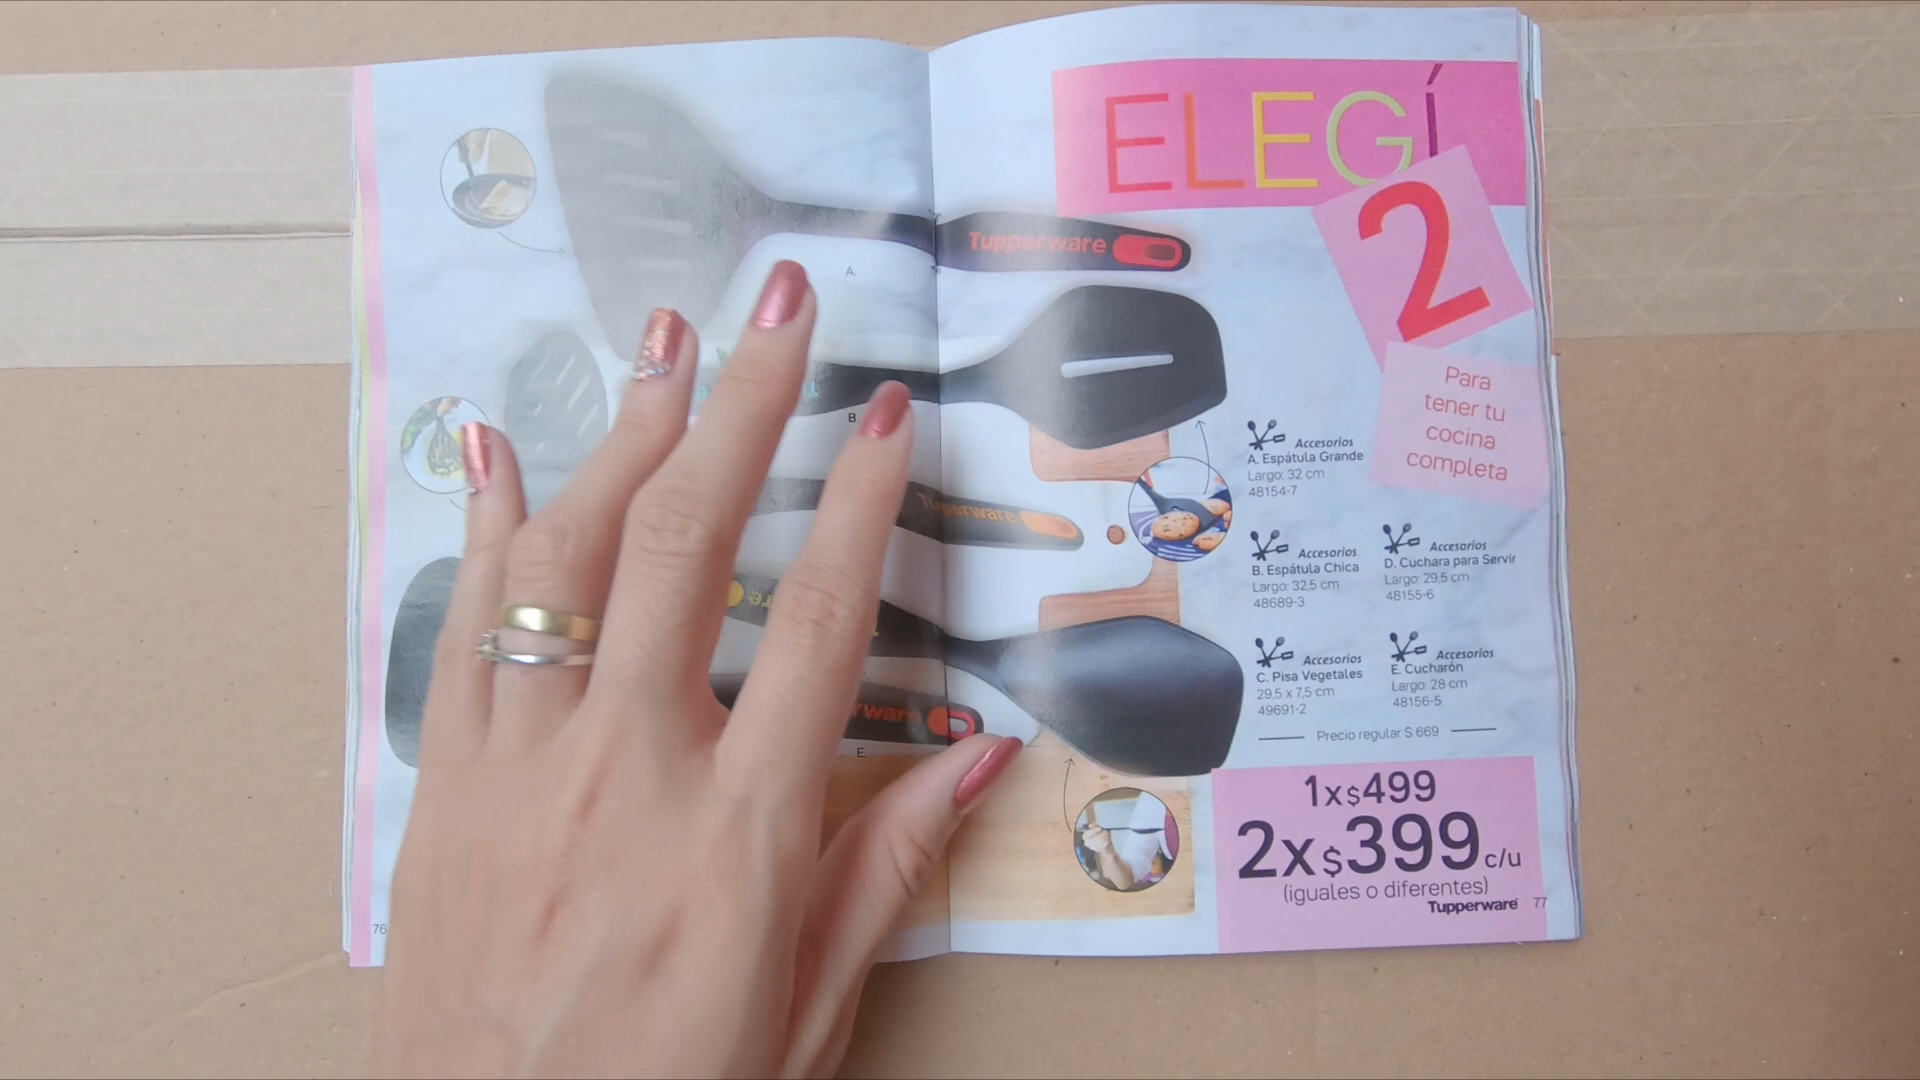 ELEGÍ
2
Para
tener tu
cocina
completa
Tupperware
A.
B.
Tupperware
E.
Accesorios
A. Espátula Grande
Largo: 32 cm
48154-7
Accesorios
B. Espátula Chica
Largo: 32,5 cm
48689-3
Accesorios
D. Cuchara para Servir
Largo: 29,5 cm
48155-6
Accesorios
C. Pisa Vegetales
29,5 x 7,5 cm
49691-2
Accesorios
E. Cucharón
Largo: 28 cm
48156-5
Precio regular $ 669
1x$499
2x$399 c/u
(iguales o diferentes)
Tupperware 77
76